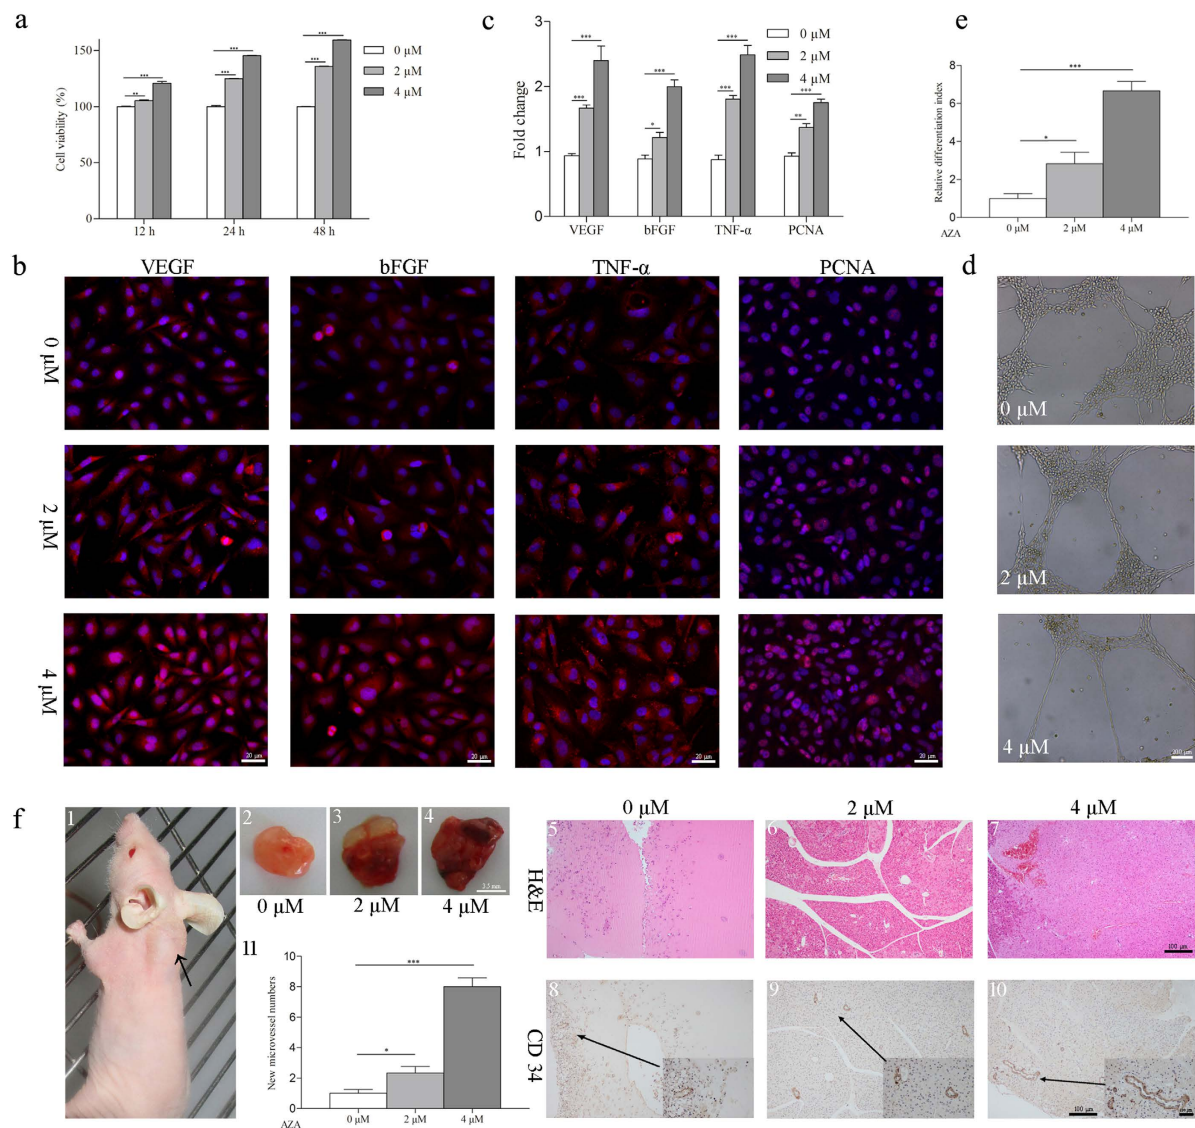 a
Cell viability (%)
150
100
50
0
***
**
***
***
***
***
0 μM
2 μM
4 μM
12 h
24 h
48 h
c
Fold change
3
2
1
0
***
***
***
*
***
***
***
**
0 μM
2 μM
4 μM
VEGF
bFGF
TNF-α
PCNA
e
Relative differentiation index
8
6
4
2
0
***
*
AZA
0 μM
2 μM
4 μM
b
VEGF
bFGF
TNF-α
PCNA
0 μM
2 μM
4 μM
20 μm
20 μm
20 μm
20 μm
d
0 μM
2 μM
4 μM
f
1
2
3
4
3.5 mm
0 μM
2 μM
4 μM
11
New microvessel numbers
10
8
6
4
2
0
***
*
AZA
0 μM
2 μM
4 μM
0 μM
2 μM
4 μM
H&E
5
6
7
100 μm
CD 34
8
9
10
100 μm